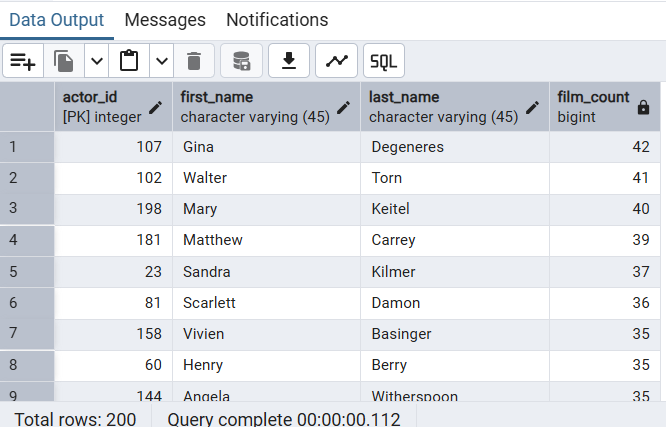 Data Output Messages Notifications
SQL
actor_id first_name last_name film_count
[PK] integer character varying (45) character varying (45) bigint
1 107 Gina Degeneres 42
2 102 Walter Torn 41
3 198 Mary Keitel 40
4 181 Matthew Carrey 39
5 23 Sandra Kilmer 37
6 81 Scarlett Damon 36
7 158 Vivien Basinger 35
8 60 Henry Berry 35
9 144 Angela Witherspoon 35
Total rows: 200 Query complete 00:00:00.112